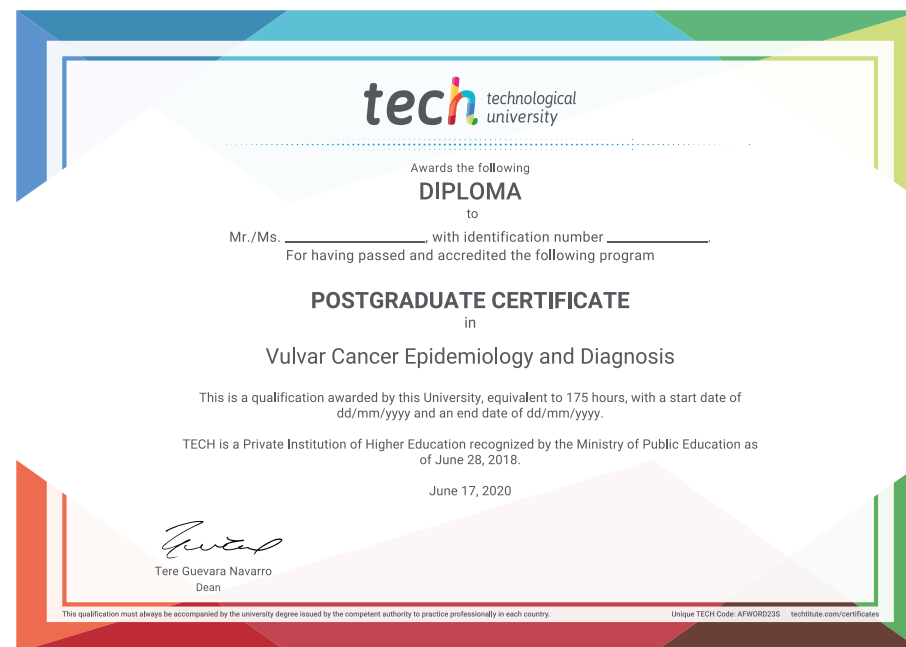 tech technological
university
Awards the following
DIPLOMA
to
Mr./Ms. ____________________, with identification number ______________.
For having passed and accredited the following program
POSTGRADUATE CERTIFICATE
in
Vulvar Cancer Epidemiology and Diagnosis
This is a qualification awarded by this University, equivalent to 175 hours, with a start date of
dd/mm/yyyy and an end date of dd/mm/yyyy.
TECH is a Private Institution of Higher Education recognized by the Ministry of Public Education as
of June 28, 2018.
June 17, 2020
Tere Guevara Navarro
Dean
This qualification must always be accompanied by the university degree issued by the competent authority to practice professionally in each country. Unique TECH Code: AFWORD23S techtitute.com/certificates